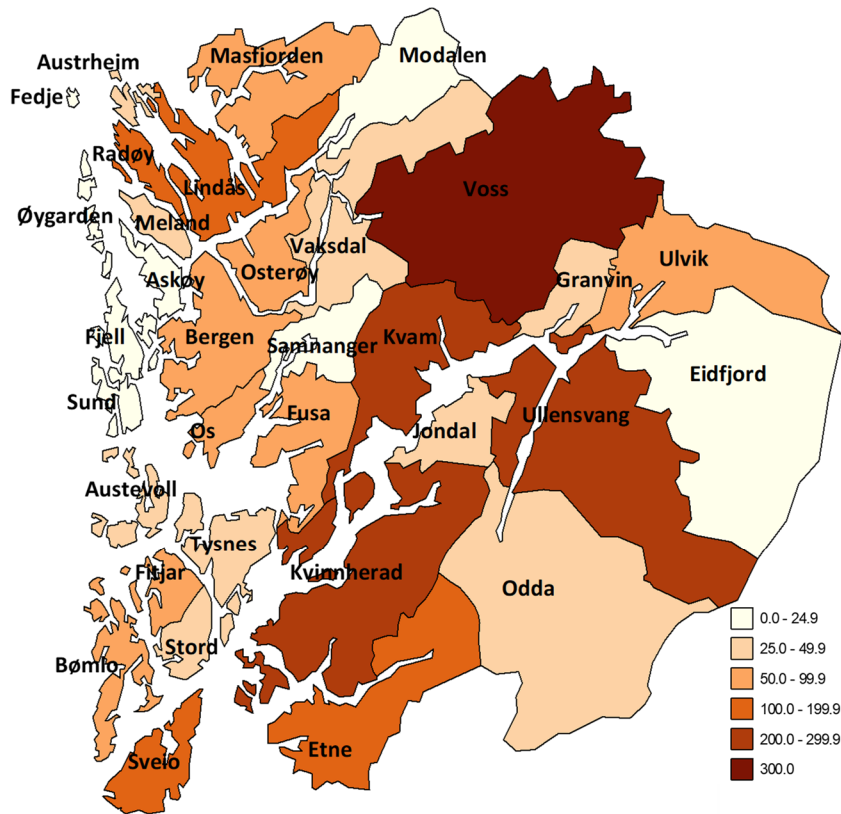 Masfjorden
Modalen
Austrheim
Fedje
Radøy
Lindås
Voss
Øygarden
Meland
Vaksdal
Ulvik
Osterøy
Granvin
Askøy
Fjell
Bergen
Samnanger
Kvam
Eidfjord
Sund
Os
Fusa
Jondal
Ullensvang
Austevoll
Tysnes
Fitjar
Kvinnherad
Odda
Stord
Bømlo
Etne
Sveio
0.0 - 24.9
25.0 - 49.9
50.0 - 99.9
100.0 - 199.9
200.0 - 299.9
300.0